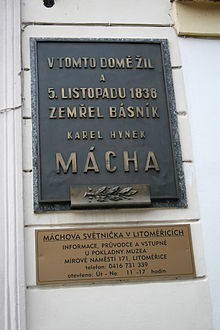 V TOMTO DOMĚ ŽIL
A
5. LISTOPADU 1836
ZEMŘEL BÁSNÍK
KAREL HYNEK
MÁCHA
MÁCHOVA SVĚTNIČKA V LITOMĚŘICÍCH
INFORMACE, PRŮVODCE A VSTUPNÉ
U POKLADNY MUZEA
MÍROVÉ NÁMĚSTÍ 171, LITOMĚŘICE
telefon: 0416 731 339
otevřeno: Út - Ne 11 -17 hodin